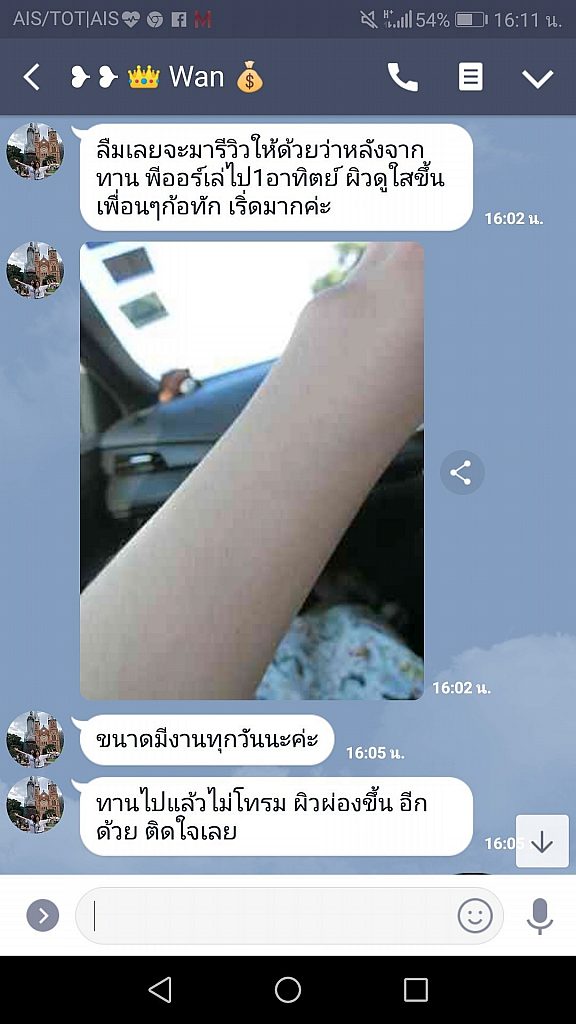 AIS/TOT|AIS 54% 16:11 น.
Wan
ลืมเลยจะมารีวิวให้ด้วยว่าหลังจาก
ทาน พีออร์เล่ไป1อาทิตย์ ผิวดูใสขึ้น
เพื่อนๆก้อทัก เริ่ดมากค่ะ
16:02 น.
16:02 น.
ขนาดมีงานทุกวันนะค่ะ
16:05 น.
ทานไปแล้วไม่โทรม ผิวผ่องขึ้น อีก
ด้วย ติดใจเลย
16:05